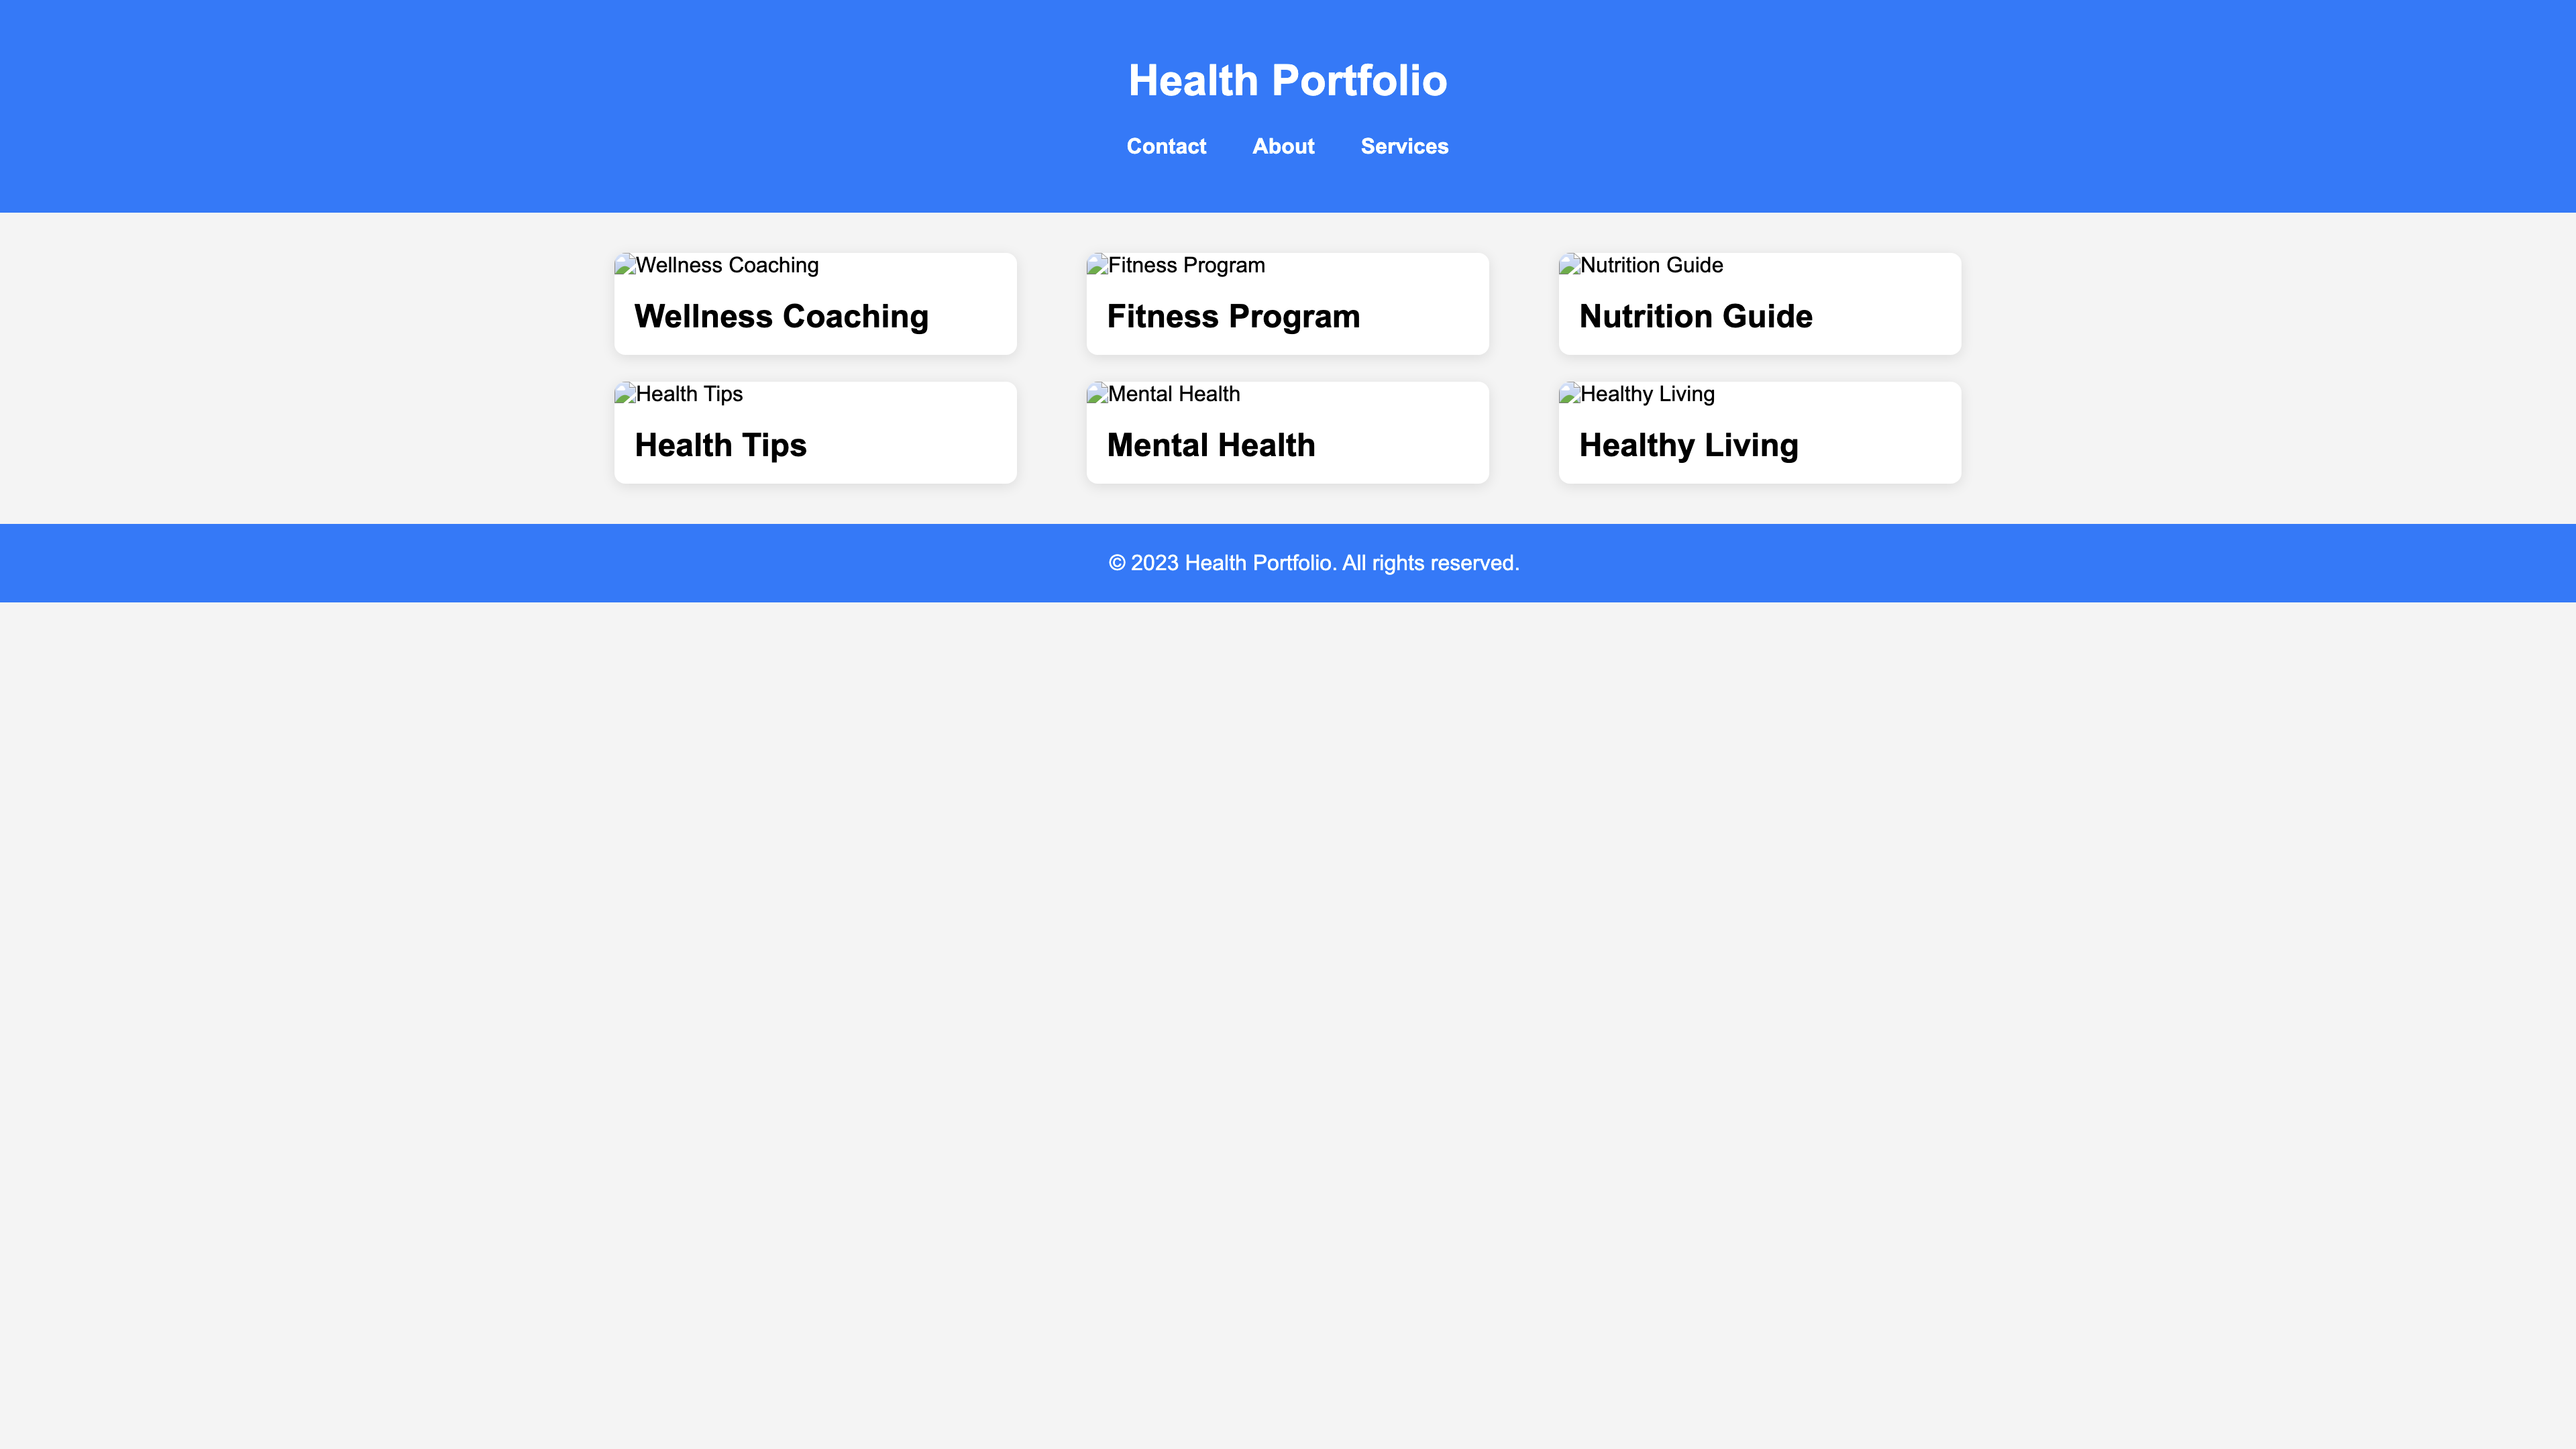 Health Portfolio
Contact About Services
Wellness Coaching
Wellness Coaching
Fitness Program
Fitness Program
Nutrition Guide
Nutrition Guide
Health Tips
Health Tips
Mental Health
Mental Health
Healthy Living
Healthy Living
© 2023 Health Portfolio. All rights reserved.